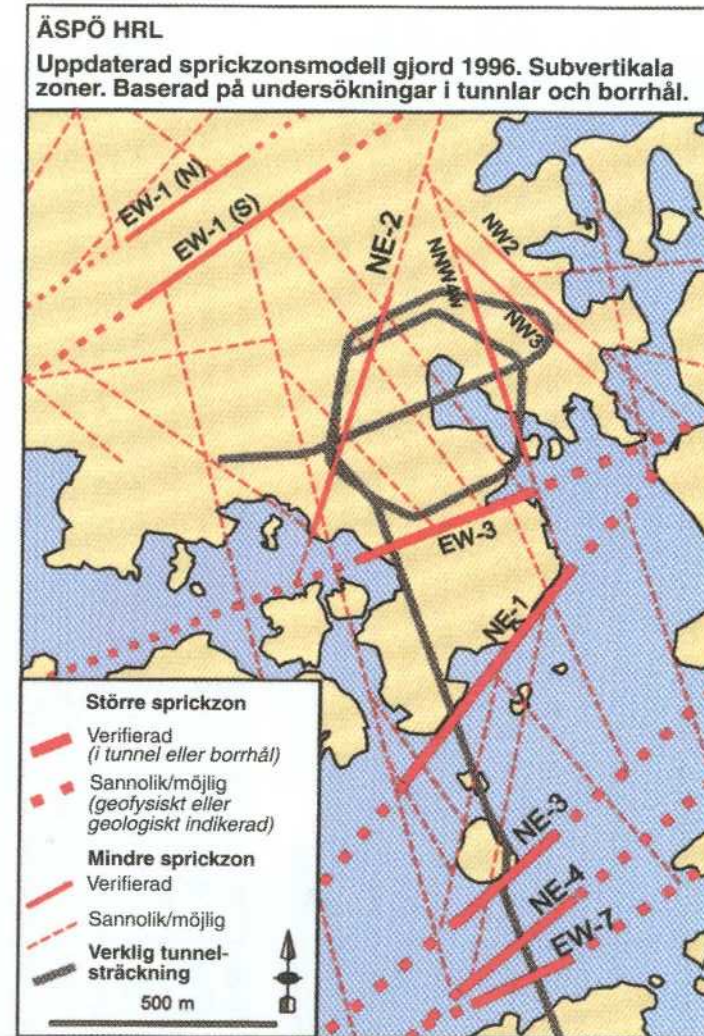 ÄSPÖ HRL
Uppdaterad sprickzonsmodell gjord 1996. Subvertikala
zoner. Baserad på undersökningar i tunnlar och borrhål.
EW-1 (N)
EW-1 (S)
NE-2
NW2
NNW4W
NW3
EW-3
NE-1
NE-3
NE-4
EW-7
Större sprickzon
Verifierad
(i tunnel eller borrhål)
Sannolik/möjlig
(geofysiskt eller
geologiskt indikerad)
Mindre sprickzon
Verifierad
Sannolik/möjlig
Verklig tunnel-
sträckning
500 m